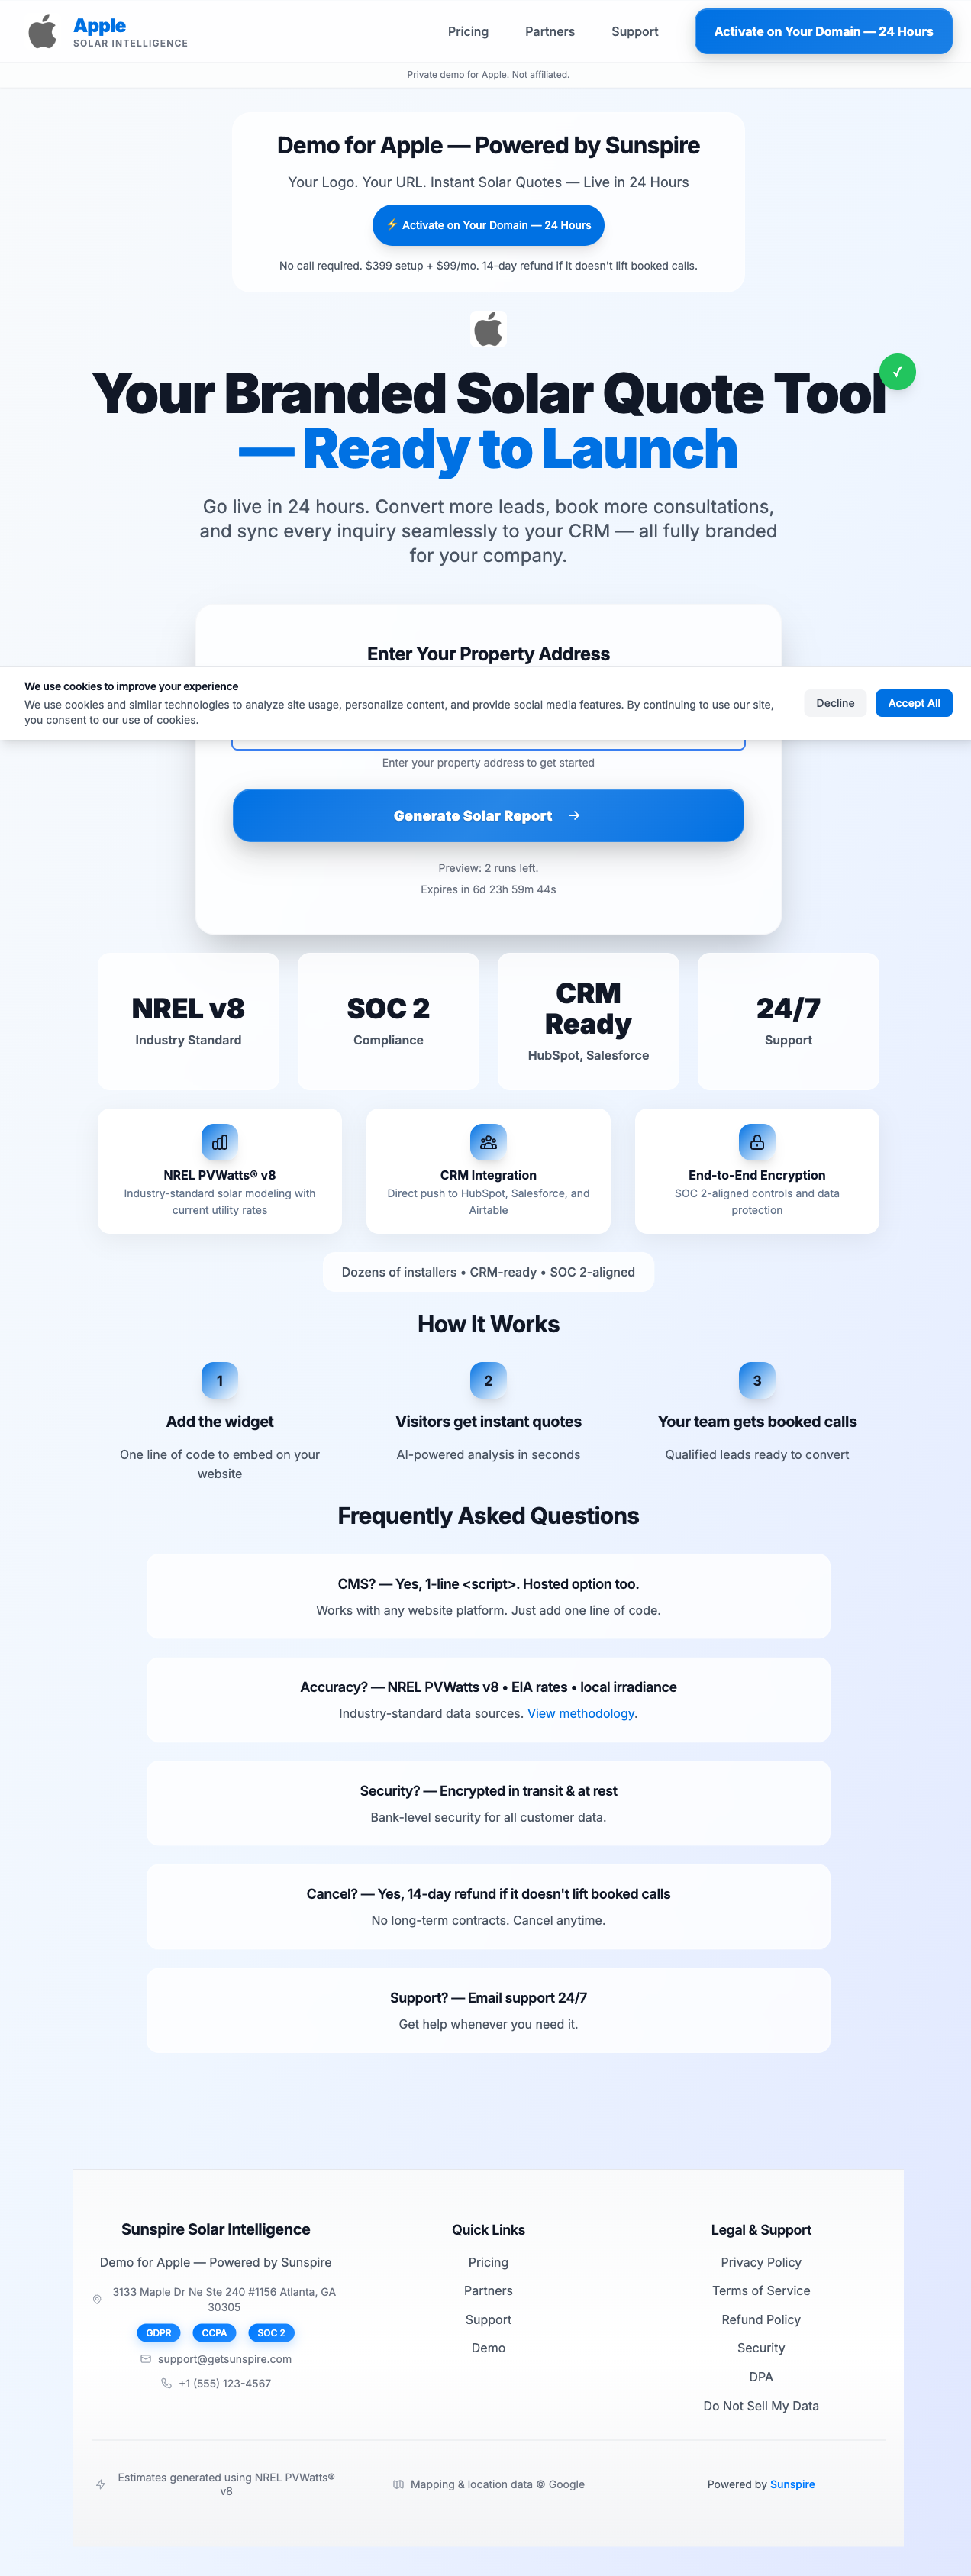 Apple
SOLAR INTELLIGENCE
Pricing
Partners
Support
Activate on Your Domain — 24 Hours
Private demo for Apple. Not affiliated.
Demo for Apple — Powered by Sunspire
Your Logo. Your URL. Instant Solar Quotes — Live in 24 Hours
⚡ Activate on Your Domain — 24 Hours
No call required. $399 setup + $99/mo. 14-day refund if it doesn't lift booked calls.
✓
Your Branded Solar Quote Tool
— Ready to Launch
Go live in 24 hours. Convert more leads, book more consultations,
and sync every inquiry seamlessly to your CRM — all fully branded
for your company.
Enter Your Property Address
We use cookies to improve your experience
We use cookies and similar technologies to analyze site usage, personalize content, and provide social media features. By continuing to use our site,
you consent to our use of cookies.
Decline
Accept All
Enter your property address to get started
Generate Solar Report →
Preview: 2 runs left.
Expires in 6d 23h 59m 44s
NREL v8
Industry Standard
SOC 2
Compliance
CRM
Ready
HubSpot, Salesforce
24/7
Support
NREL PVWatts® v8
Industry-standard solar modeling with
current utility rates
CRM Integration
Direct push to HubSpot, Salesforce, and
Airtable
End-to-End Encryption
SOC 2-aligned controls and data
protection
Dozens of installers • CRM-ready • SOC 2-aligned
How It Works
1
Add the widget
One line of code to embed on your
website
2
Visitors get instant quotes
AI-powered analysis in seconds
3
Your team gets booked calls
Qualified leads ready to convert
Frequently Asked Questions
CMS? — Yes, 1-line <script>. Hosted option too.
Works with any website platform. Just add one line of code.
Accuracy? — NREL PVWatts v8 • EIA rates • local irradiance
Industry-standard data sources. View methodology.
Security? — Encrypted in transit & at rest
Bank-level security for all customer data.
Cancel? — Yes, 14-day refund if it doesn't lift booked calls
No long-term contracts. Cancel anytime.
Support? — Email support 24/7
Get help whenever you need it.
Sunspire Solar Intelligence
Demo for Apple — Powered by Sunspire
3133 Maple Dr Ne Ste 240 #1156 Atlanta, GA
30305
GDPR
CCPA
SOC 2
support@getsunspire.com
+1 (555) 123-4567
Quick Links
Pricing
Partners
Support
Demo
Legal & Support
Privacy Policy
Terms of Service
Refund Policy
Security
DPA
Do Not Sell My Data
Estimates generated using NREL PVWatts®
v8
Mapping & location data © Google
Powered by Sunspire